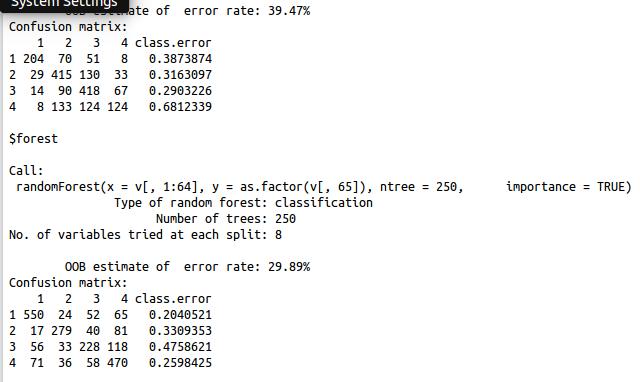 System Settings
ate of  error rate: 39.47%
Confusion matrix:
    1   2   3   4 class.error
1 204  70  51   8   0.3873874
2  29 415 130  33   0.3163097
3  14  90 418  67   0.2903226
4   8 133 124 124   0.6812339
$forest
Call:
 randomForest(x = v[, 1:64], y = as.factor(v[, 65]), ntree = 250,      importance = TRUE)
               Type of random forest: classification
                     Number of trees: 250
No. of variables tried at each split: 8
        OOB estimate of  error rate: 29.89%
Confusion matrix:
    1   2   3   4 class.error
1 550  24  52  65   0.2040521
2  17 279  40  81   0.3309353
3  56  33 228 118   0.4758621
4  71  36  58 470   0.2598425